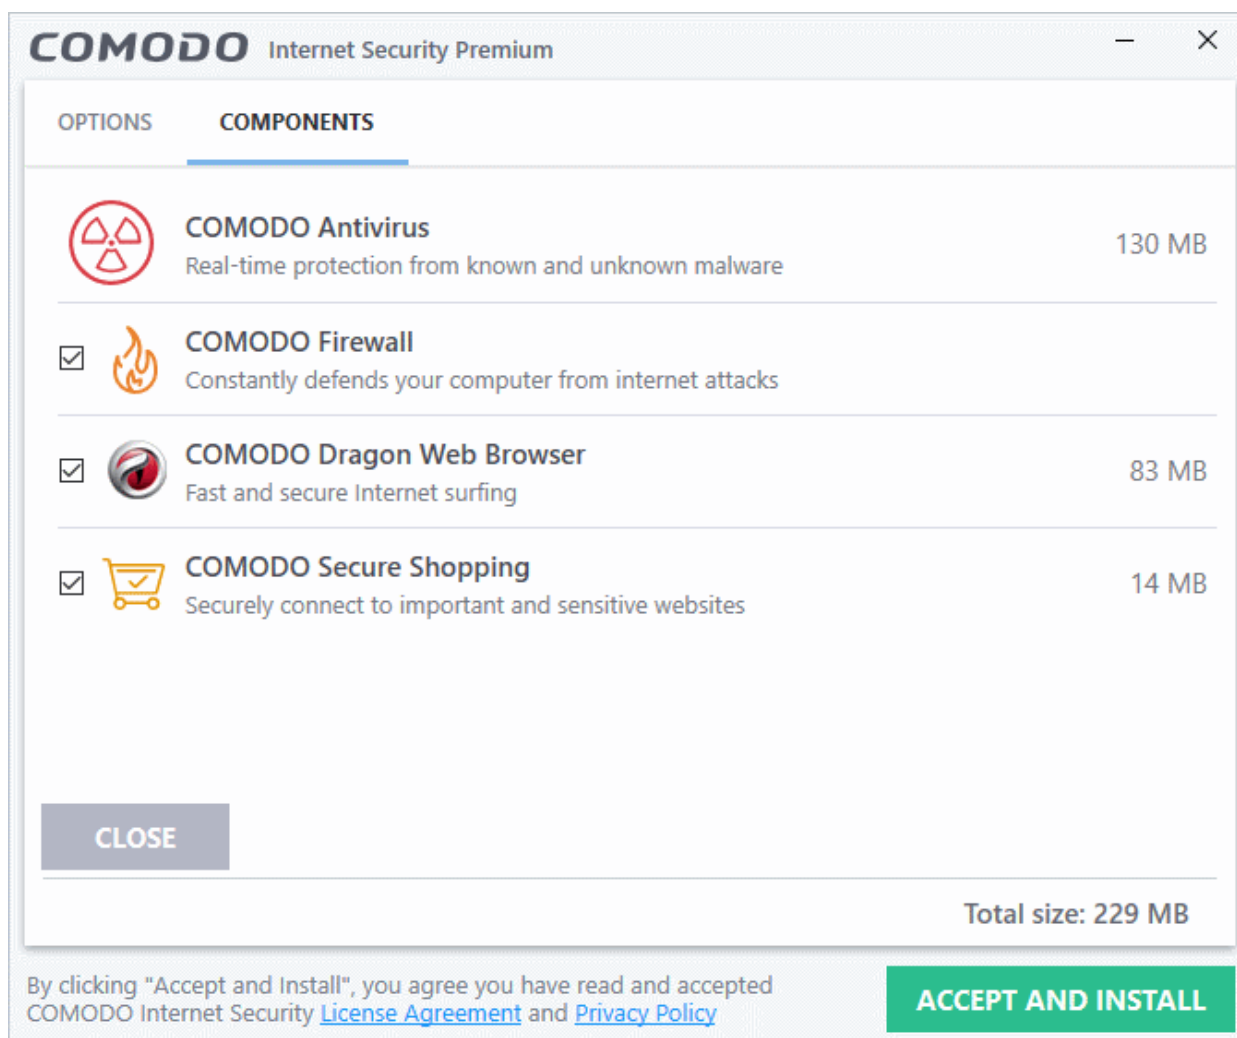 COMODO Internet Security Premium
OPTIONS COMPONENTS
COMODO Antivirus
Real-time protection from known and unknown malware
130 MB
COMODO Firewall
Constantly defends your computer from internet attacks
COMODO Dragon Web Browser
Fast and secure Internet surfing
83 MB
COMODO Secure Shopping
Securely connect to important and sensitive websites
14 MB
CLOSE
Total size: 229 MB
By clicking "Accept and Install", you agree you have read and accepted
COMODO Internet Security License Agreement and Privacy Policy
ACCEPT AND INSTALL